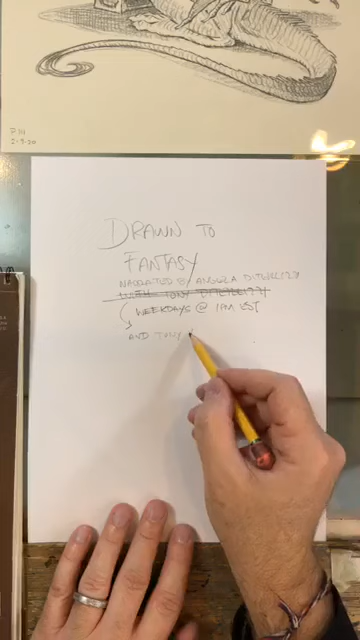 DRAWN TO
FANTASY
NARRATED BY ANGELA DITERLIZZI
WITH TONY DITERLIZZI
WEEKDAYS @ 1PM EST
AND TONY